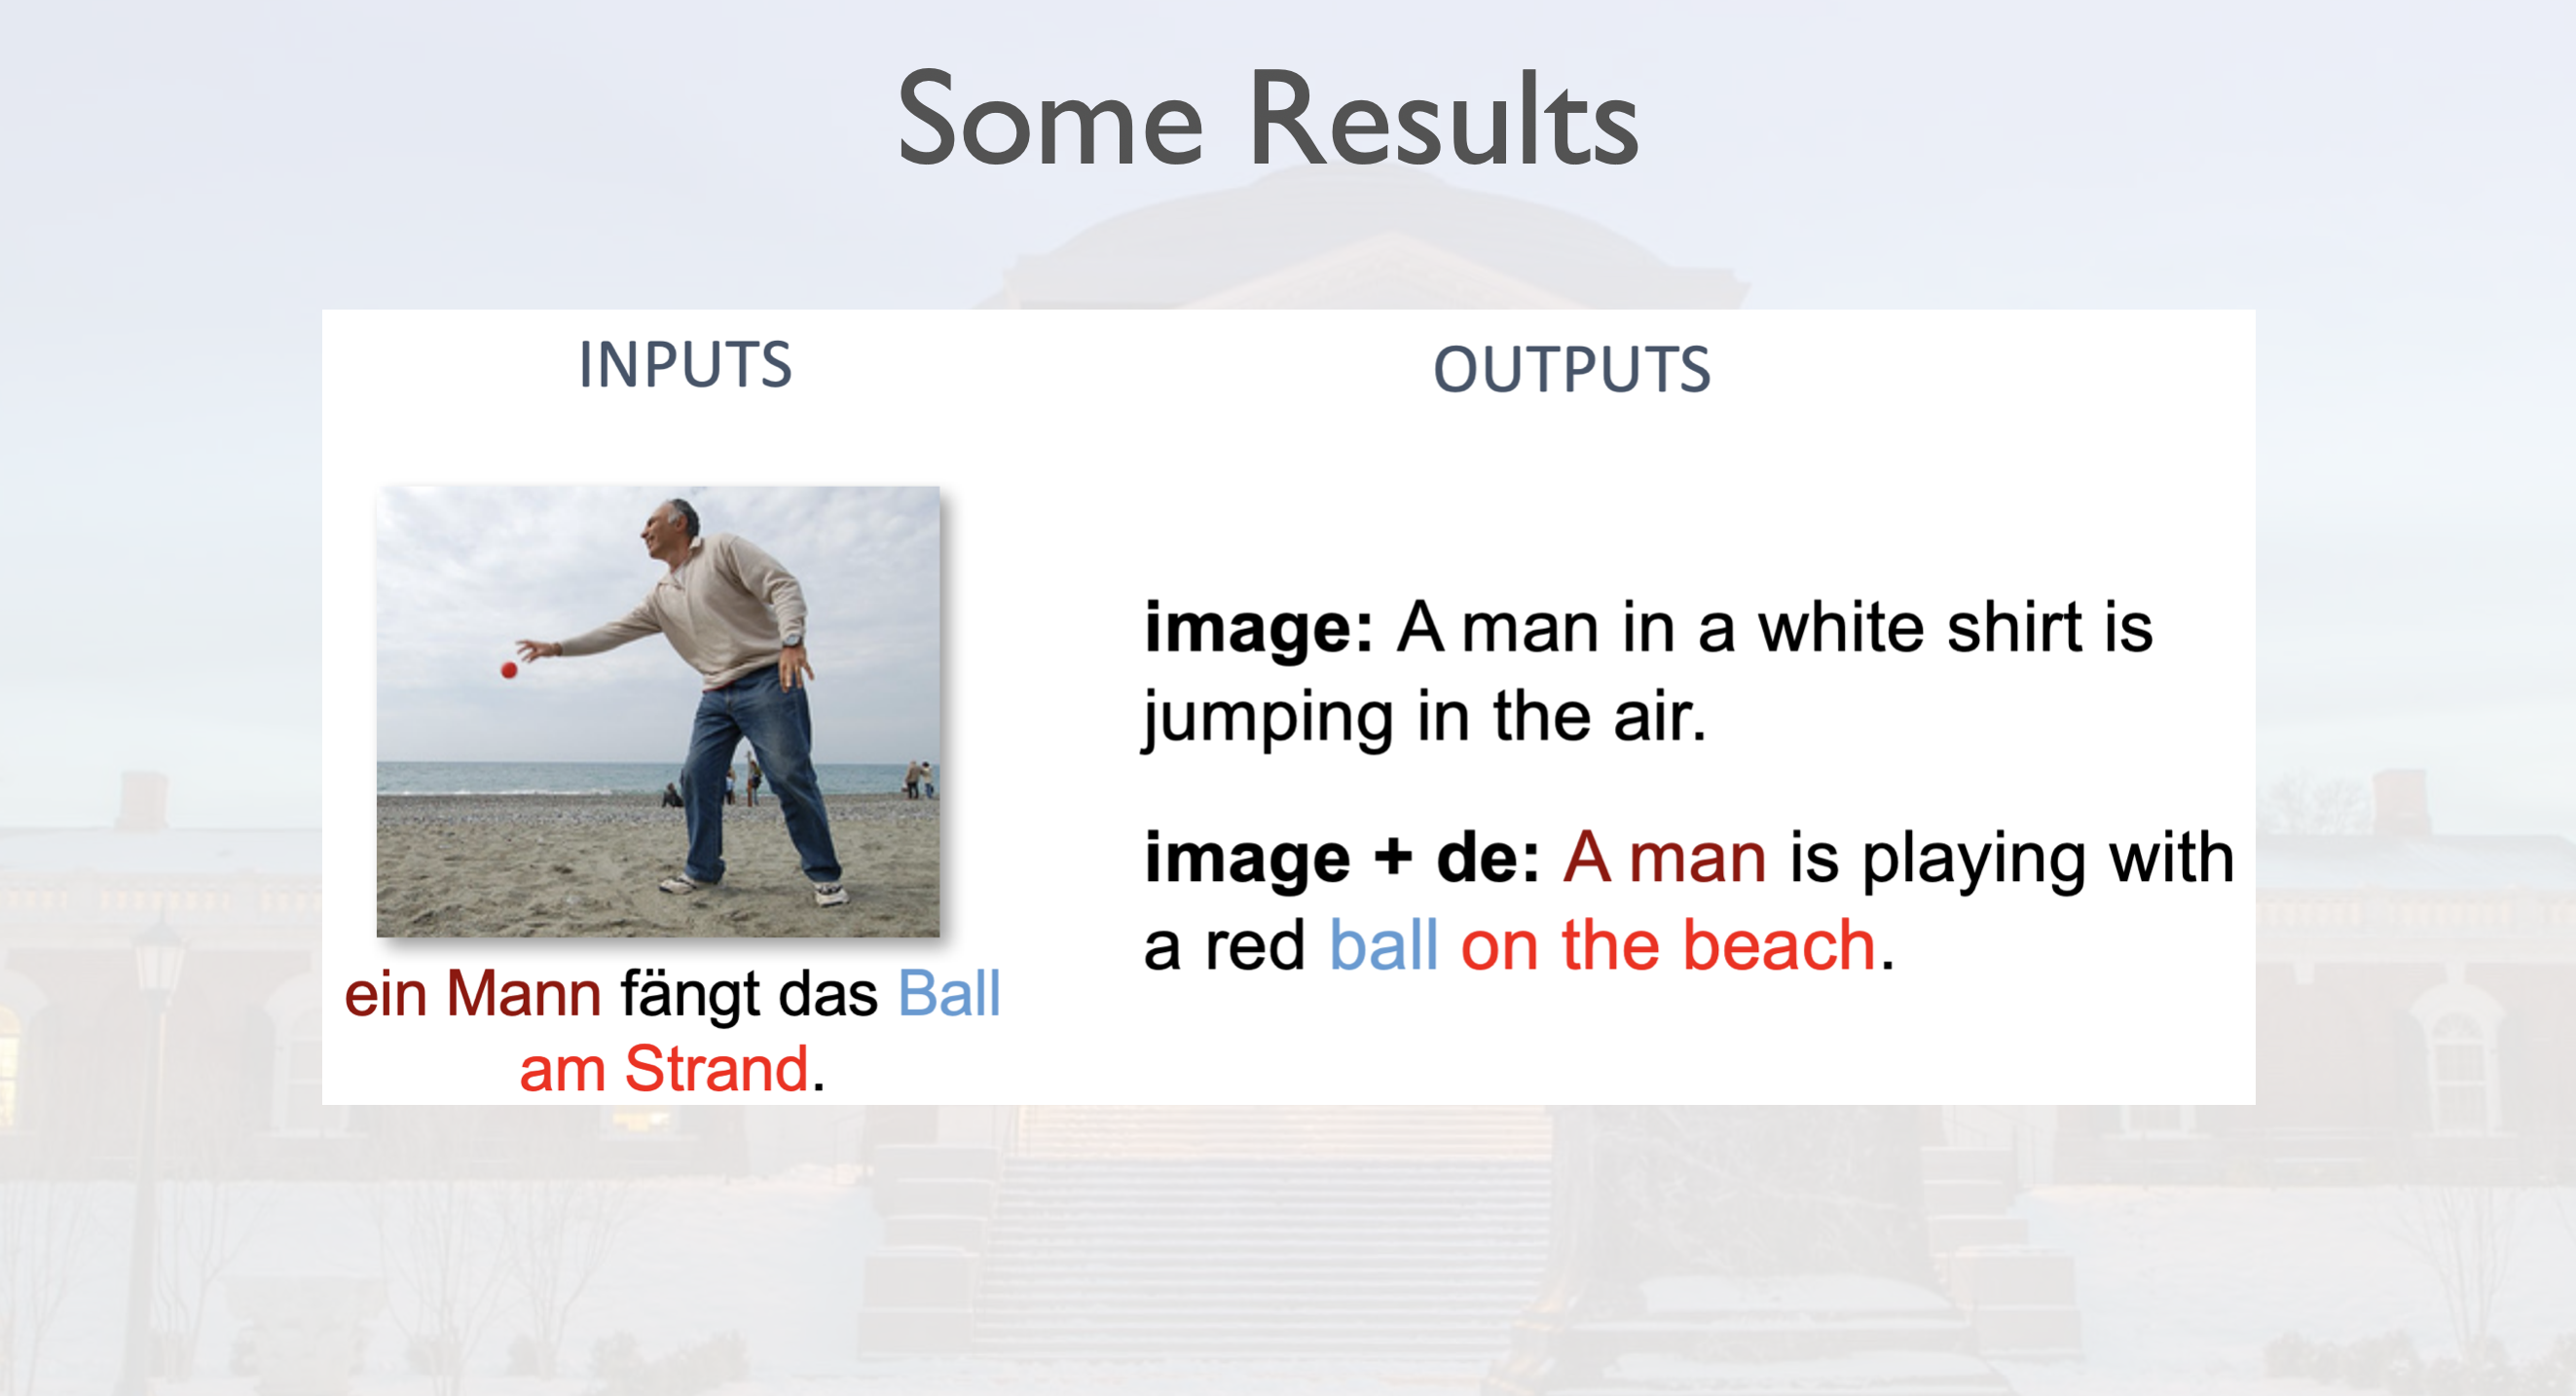 Some Results
INPUTS
OUTPUTS
ein Mann fängt das Ball
am Strand.
image: A man in a white shirt is
jumping in the air.
image + de: A man is playing with
a red ball on the beach.